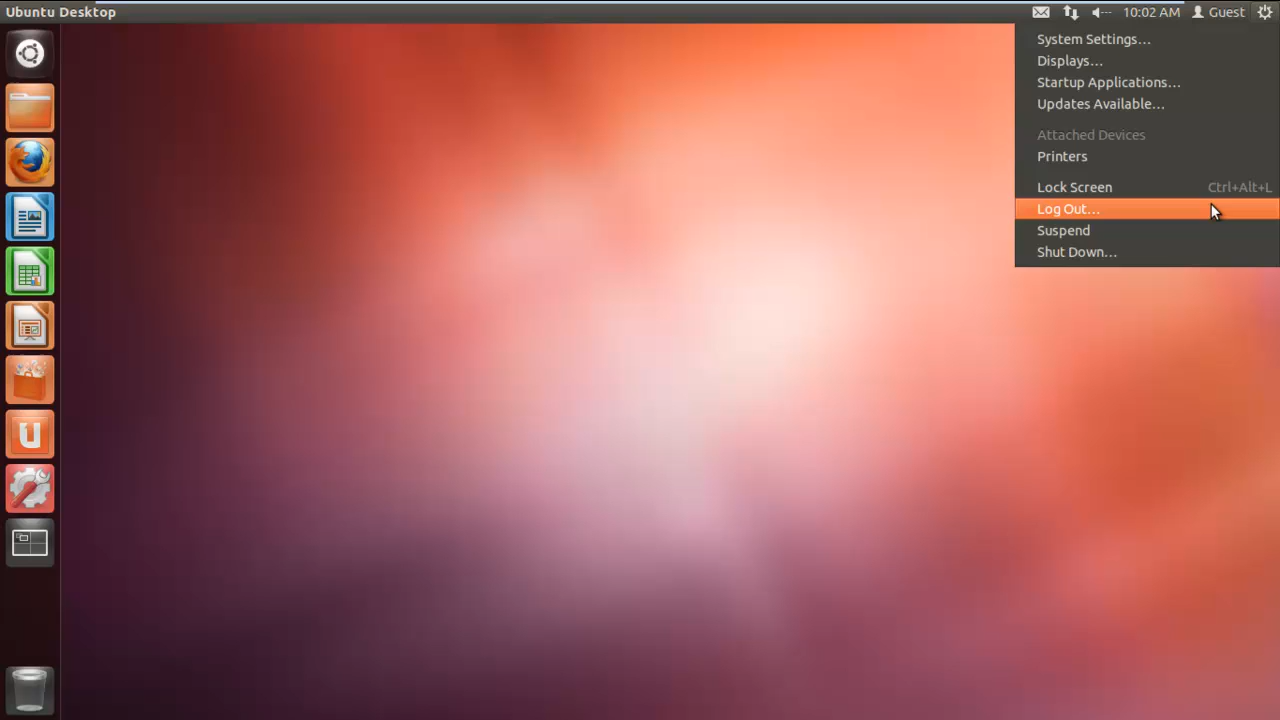 Ubuntu Desktop
10:02 AM Guest
System Settings...
Displays...
Startup Applications...
Updates Available...
Attached Devices
Printers
Lock Screen Ctrl+Alt+L
Log Out...
Suspend
Shut Down...
U